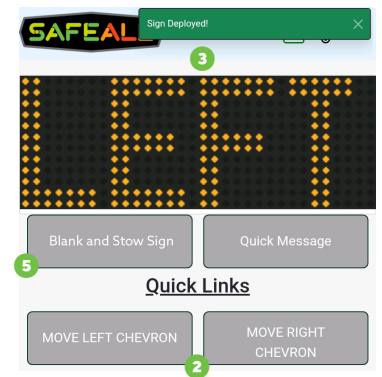 Sign Deployed!
3
LEFT
Blank and Stow Sign
Quick Message
5
Quick Links
MOVE LEFT CHEVRON
MOVE RIGHT
CHEVRON
2